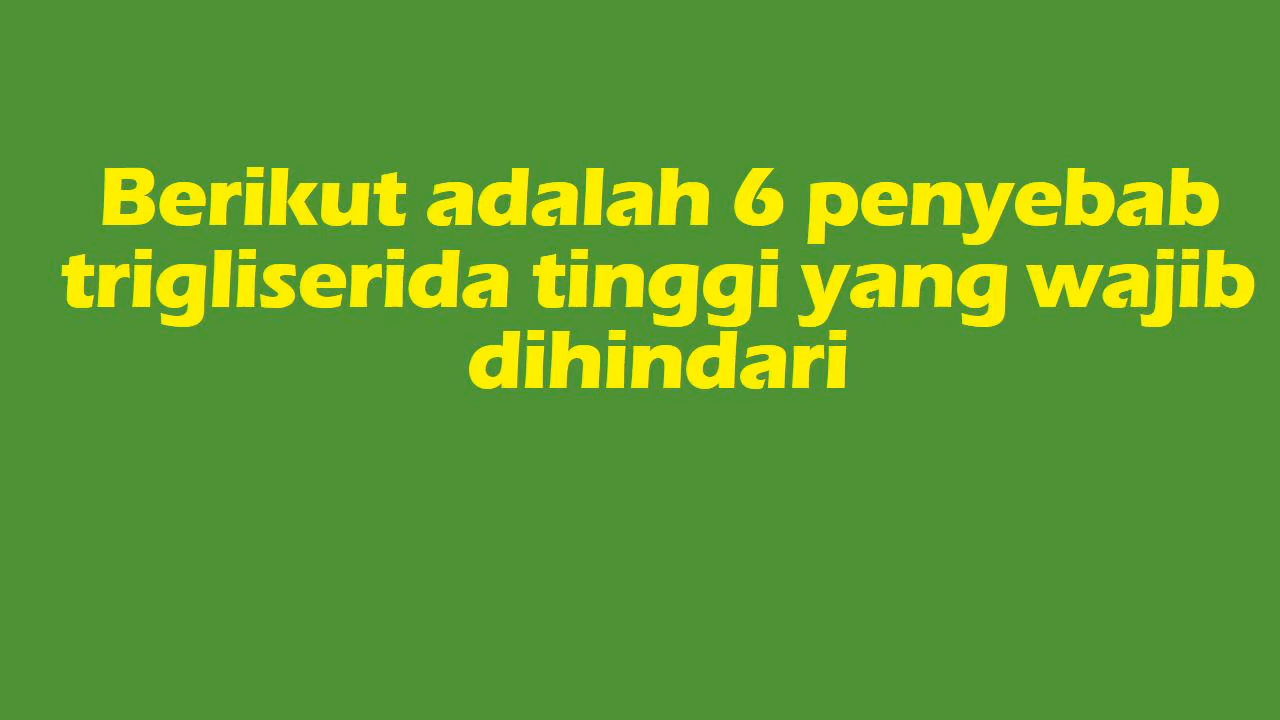 Berikut adalah 6 penyebab
trigliserida tinggi yang wajib
dihindari